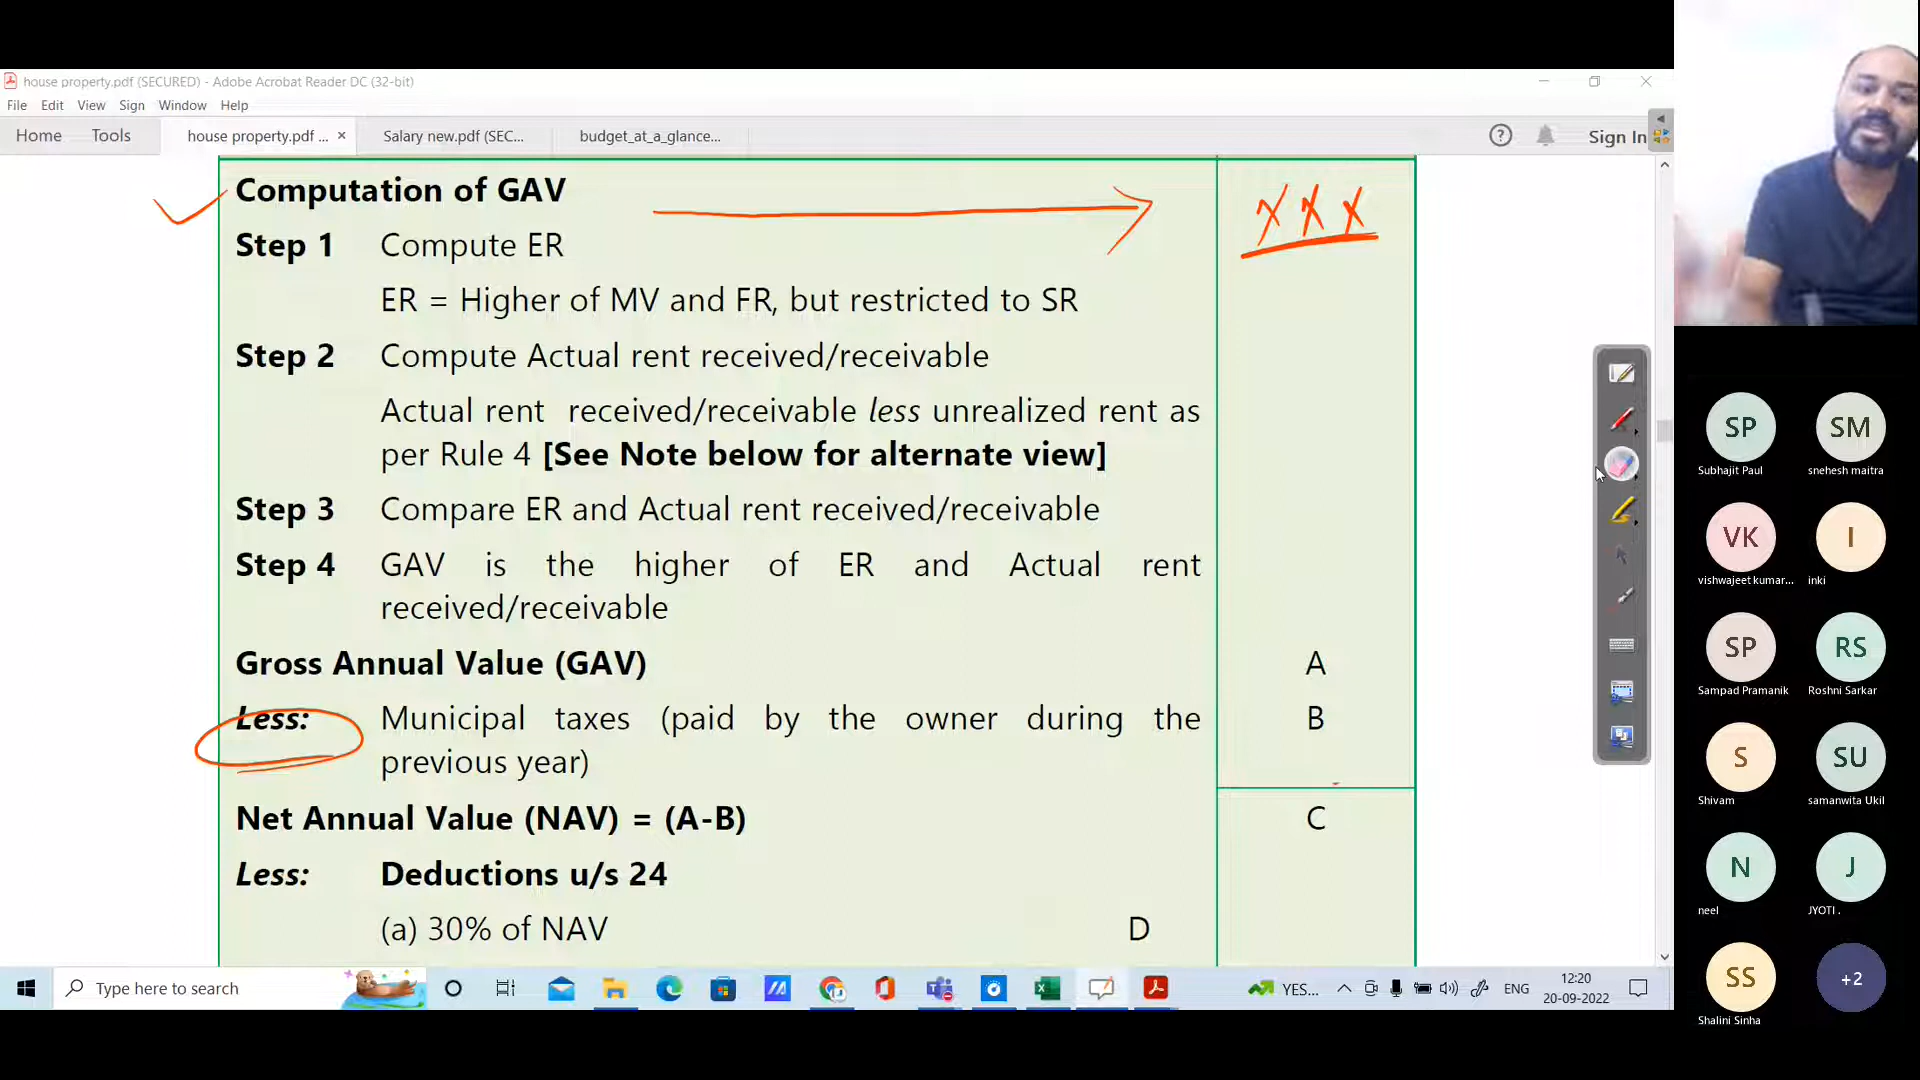 house property.pdf (SECURED) - Adobe Acrobat Reader DC (32-bit)
File Edit View Sign Window Help
Home Tools house property.pdf ... × Salary new.pdf (SEC... budget_at_a_glance... Sign In
Computation of GAV
X X X
Step 1 Compute ER
ER = Higher of MV and FR, but restricted to SR
Step 2 Compute Actual rent received/receivable
Actual rent received/receivable less unrealized rent as
per Rule 4 [See Note below for alternate view]
Step 3 Compare ER and Actual rent received/receivable
Step 4 GAV is the higher of ER and Actual rent
received/receivable
Gross Annual Value (GAV) A
Less: Municipal taxes (paid by the owner during the B
previous year)
Net Annual Value (NAV) = (A-B) C
Less: Deductions u/s 24
(a) 30% of NAV D
SP SM
Subhajit Paul snehesh maitra
VK I
vishwajeet kumar... inki
SP RS
Sampad Pramanik Roshni Sarkar
S SU
Shivam samanwita Ukil
N J
neel JYOTI .
SS +2
Shalini Sinha
Type here to search YES... ENG 12:20
20-09-2022